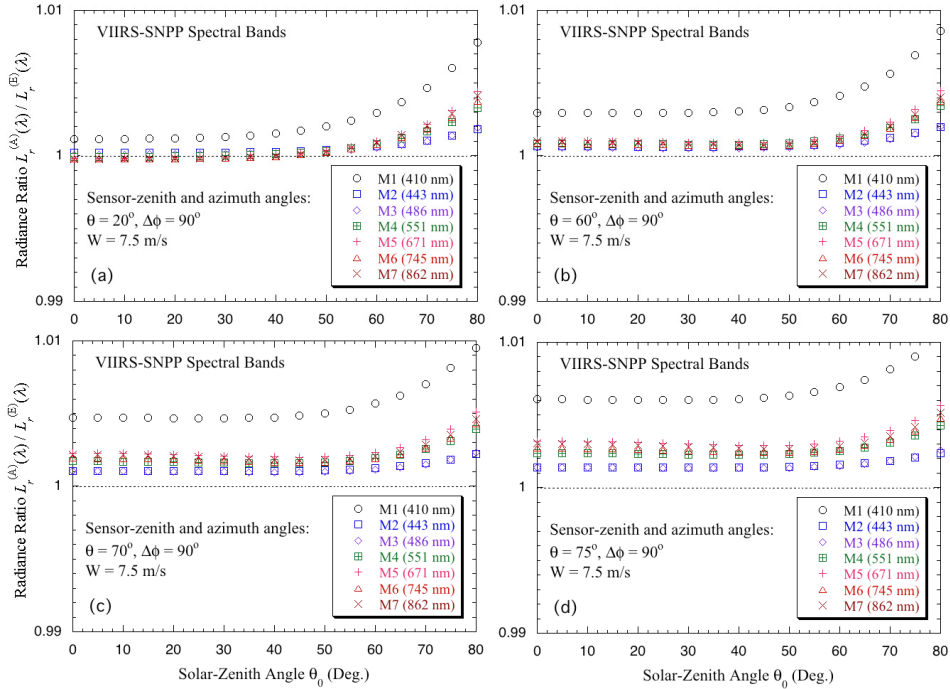 1.01
VIIRS-SNPP Spectral Bands
1
0.99
Radiance Ratio L_r^(A)(λ) / L_r^(E)(λ)
Sensor-zenith and azimuth angles:
θ = 20°, Δϕ = 90°
W = 7.5 m/s
(a)
M1 (410 nm)
M2 (443 nm)
M3 (486 nm)
M4 (551 nm)
M5 (671 nm)
M6 (745 nm)
M7 (862 nm)
0 10 20 30 40 50 60 70 80
1.01
VIIRS-SNPP Spectral Bands
1
0.99
Sensor-zenith and azimuth angles:
θ = 60°, Δϕ = 90°
W = 7.5 m/s
(b)
M1 (410 nm)
M2 (443 nm)
M3 (486 nm)
M4 (551 nm)
M5 (671 nm)
M6 (745 nm)
M7 (862 nm)
0 10 20 30 40 50 60 70 80
1.01
VIIRS-SNPP Spectral Bands
1
0.99
Radiance Ratio L_r^(A)(λ) / L_r^(E)(λ)
Sensor-zenith and azimuth angles:
θ = 70°, Δϕ = 90°
W = 7.5 m/s
(c)
M1 (410 nm)
M2 (443 nm)
M3 (486 nm)
M4 (551 nm)
M5 (671 nm)
M6 (745 nm)
M7 (862 nm)
0 10 20 30 40 50 60 70 80
Solar-Zenith Angle θ_0 (Deg.)
1.01
VIIRS-SNPP Spectral Bands
1
0.99
Sensor-zenith and azimuth angles:
θ = 75°, Δϕ = 90°
W = 7.5 m/s
(d)
M1 (410 nm)
M2 (443 nm)
M3 (486 nm)
M4 (551 nm)
M5 (671 nm)
M6 (745 nm)
M7 (862 nm)
0 10 20 30 40 50 60 70 80
Solar-Zenith Angle θ_0 (Deg.)